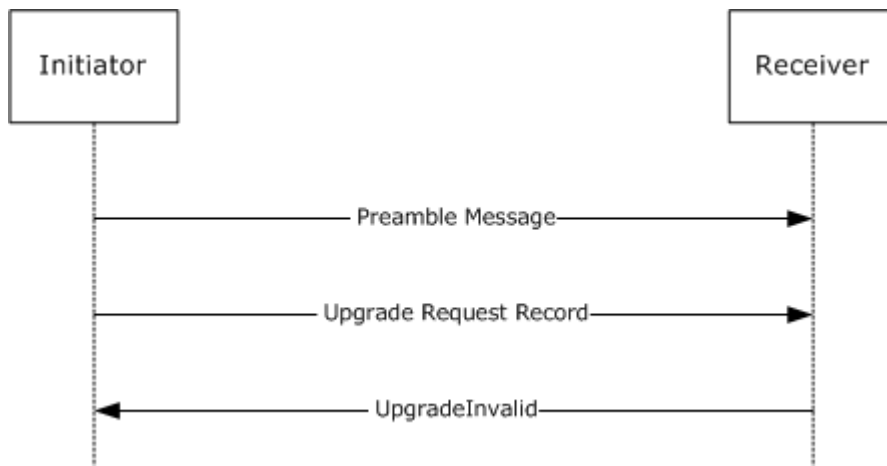 Initiator
Receiver
Preamble Message
Upgrade Request Record
UpgradeInvalid